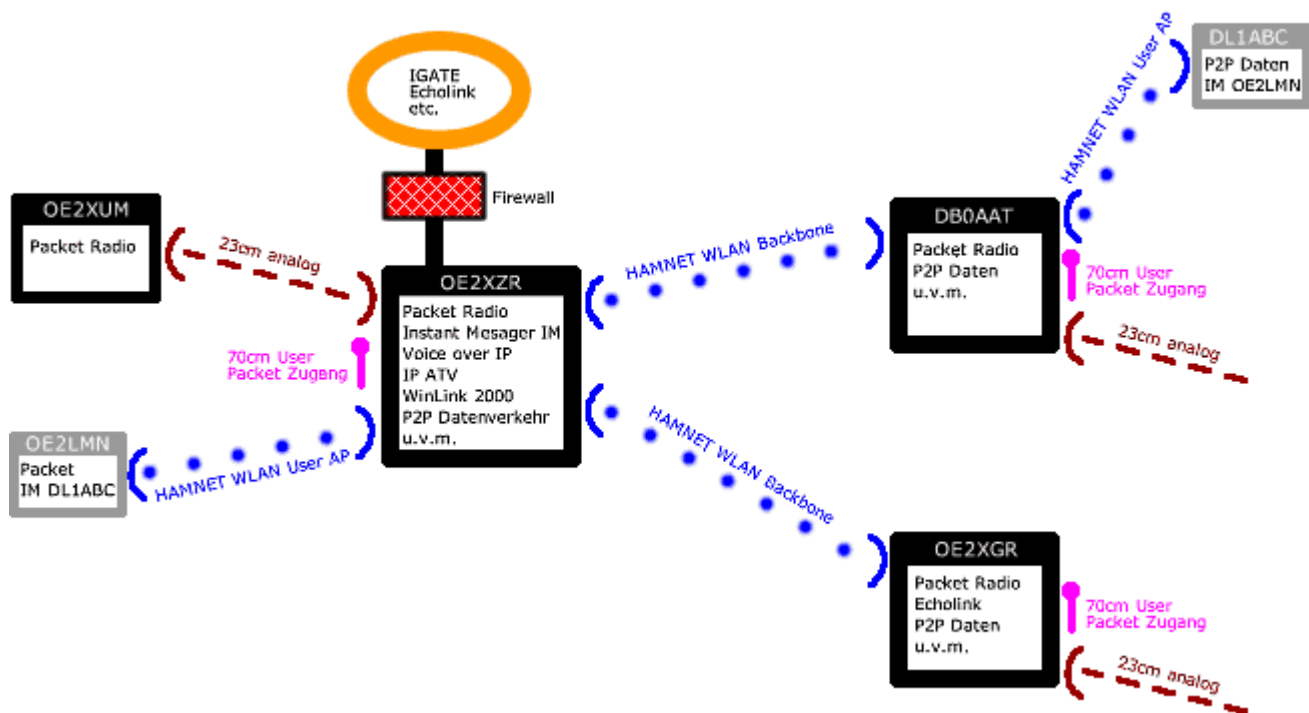 IGATE
Echolink
etc.
Firewall
OE2XUM
Packet Radio
23cm analog
OE2XZR
Packet Radio
Instant Mesager IM
Voice over IP
IP ATV
WinLink 2000
P2P Datenverkehr
u.v.m.
70cm User
Packet Zugang
OE2LMN
Packet
IM DL1ABC
HAMNET WLAN User AP
HAMNET WLAN Backbone
HAMNET WLAN Backbone
DL1ABC
P2P Daten
IM OE2LMN
HAMNET WLAN User AP
DB0AAT
Packet Radio
P2P Daten
u.v.m.
70cm User
Packet Zugang
23cm analog
OE2XGR
Packet Radio
Echolink
P2P Daten
u.v.m.
70cm User
Packet Zugang
23cm analog